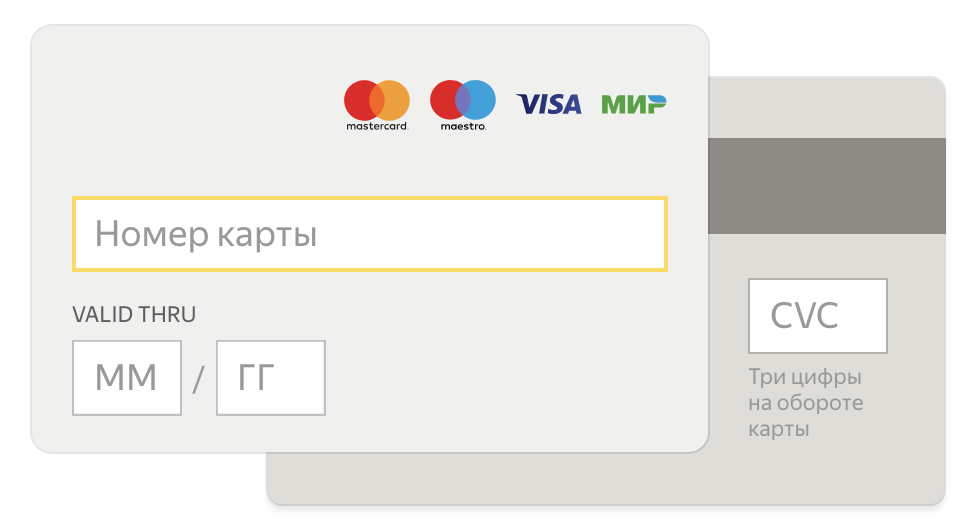 mastercard.
maestro.
VISA
МИР
Номер карты
VALID THRU
ММ / ГГ
CVC
Три цифры
на обороте
карты